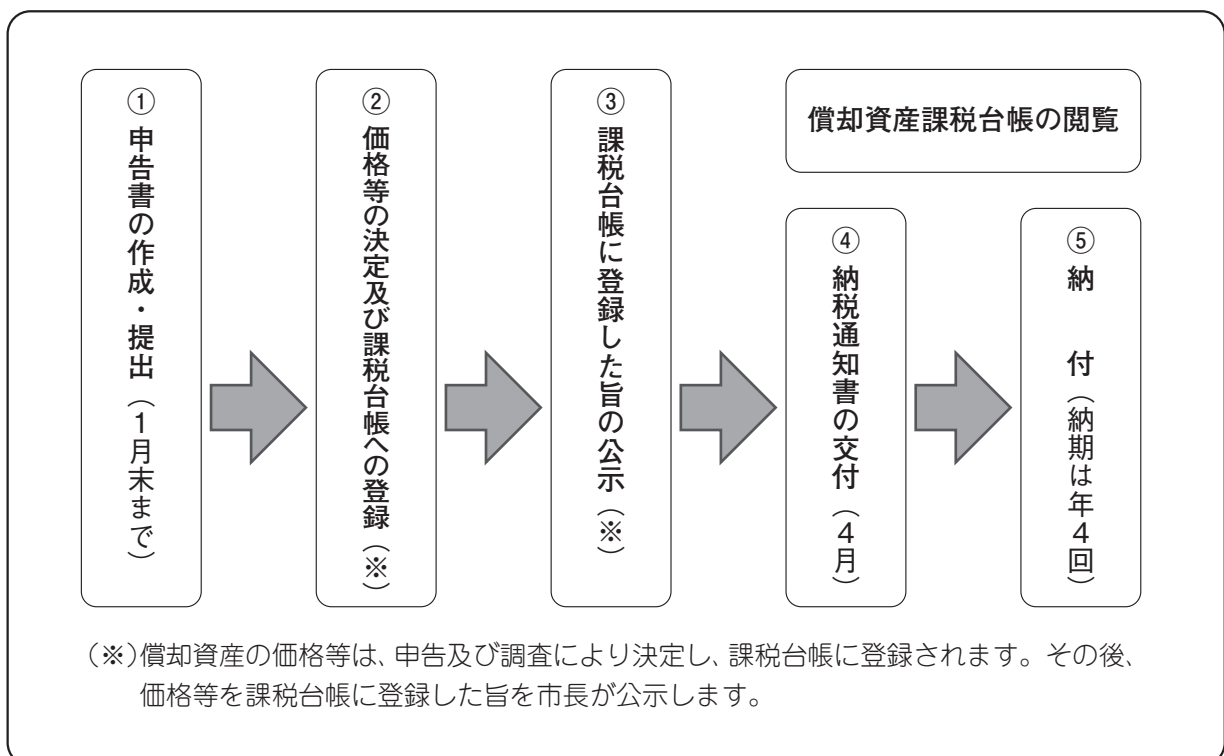 ①申告書の作成・提出（１月末まで）
②価格等の決定及び課税台帳への登録（※）
③課税台帳に登録した旨の公示（※）
償却資産課税台帳の閲覧
④納税通知書の交付（４月）
⑤納　付（納期は年４回）
（※）償却資産の価格等は、申告及び調査により決定し、課税台帳に登録されます。その後、
価格等を課税台帳に登録した旨を市長が公示します。